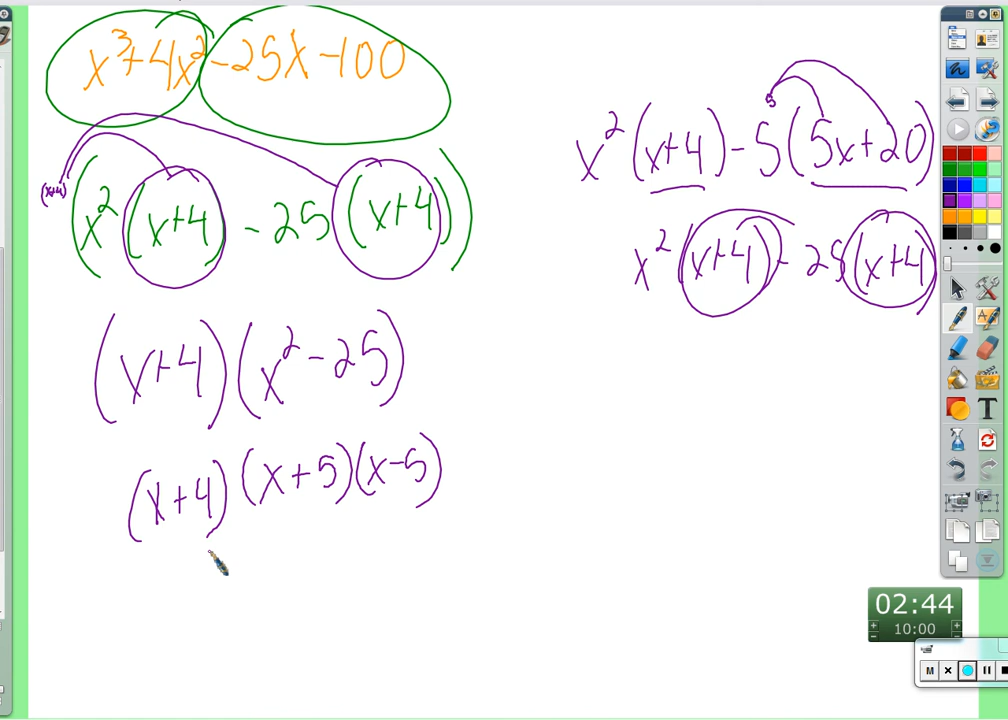 x³+4x²-25x-100
(x+4)
(x²(x+4) - 25(x+4))
(x+4)(x²-25)
(x+4)(x+5)(x-5)
5
x²(x+4)-5(5x+20)
x²(x+4)-25(x+4)
A
T
02:44
10:00
M